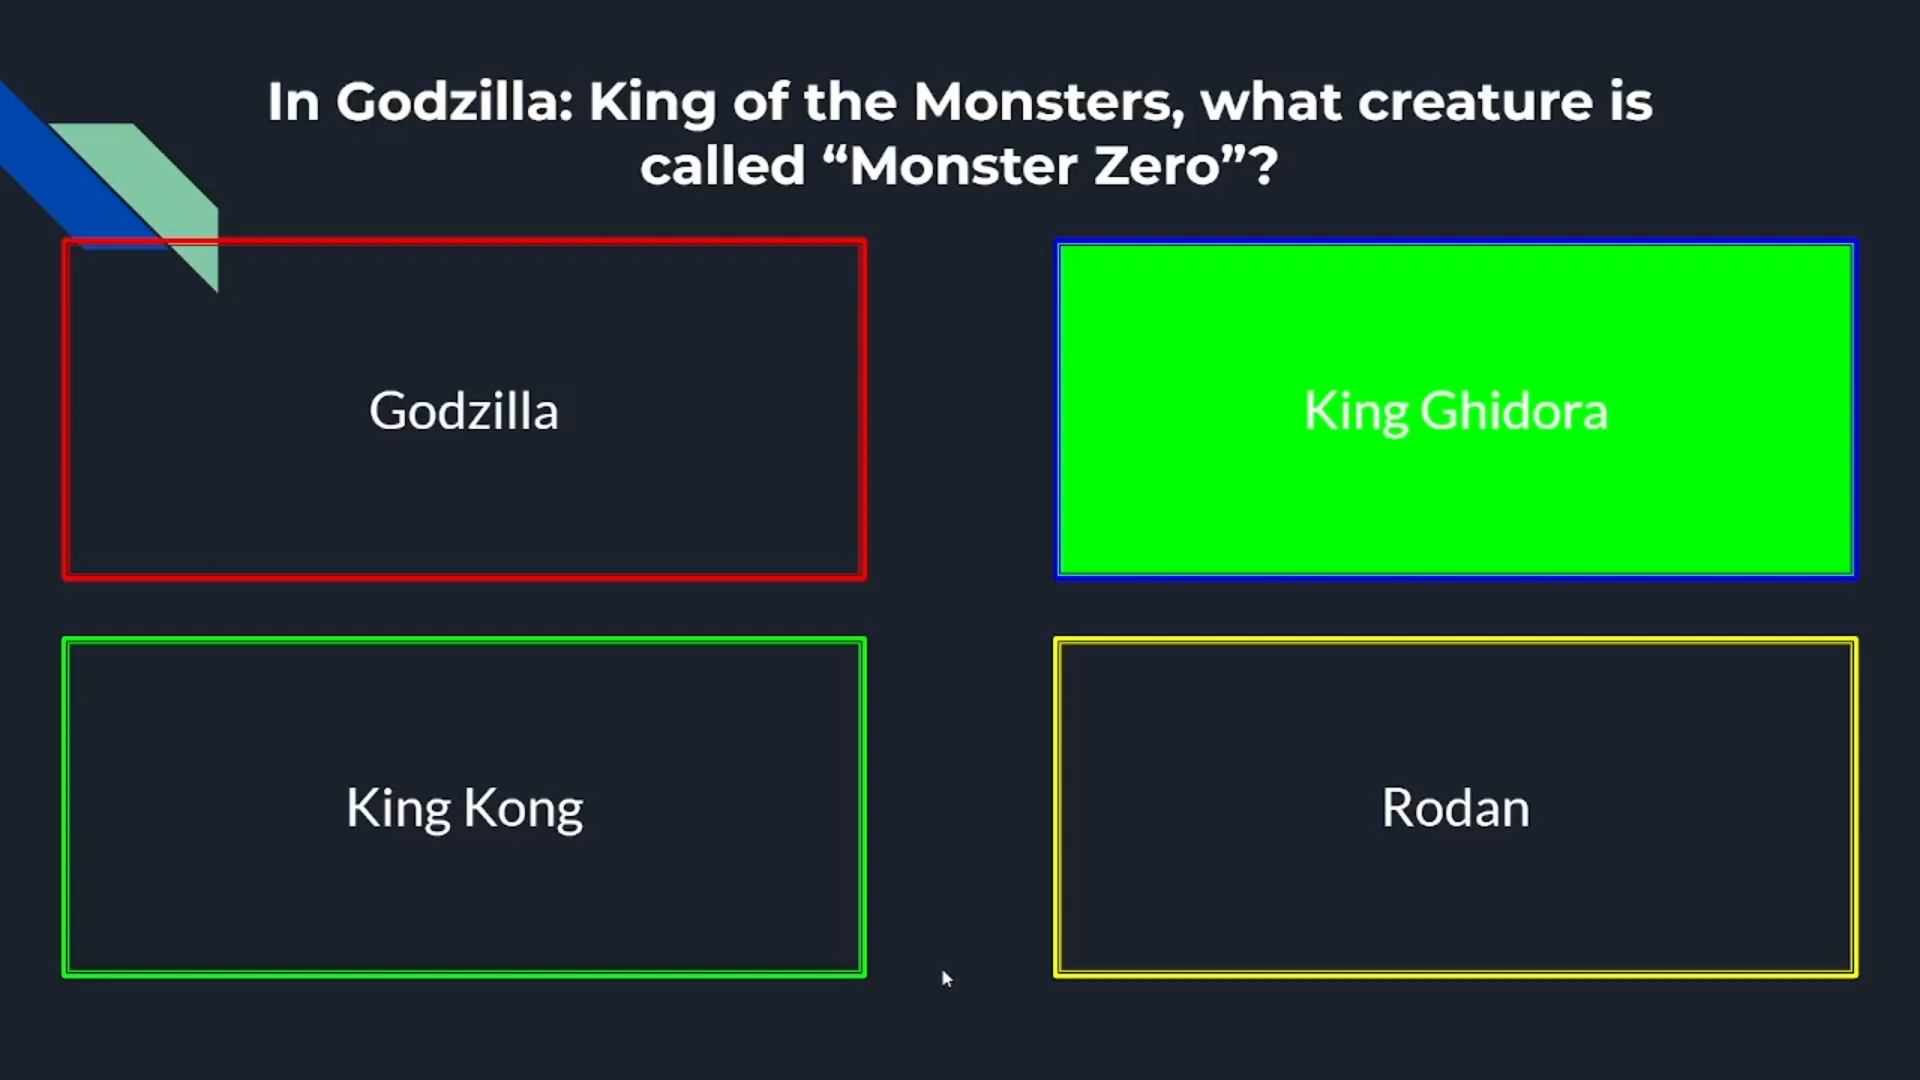 In Godzilla: King of the Monsters, what creature is
called “Monster Zero”?
Godzilla
King Ghidora
King Kong
Rodan